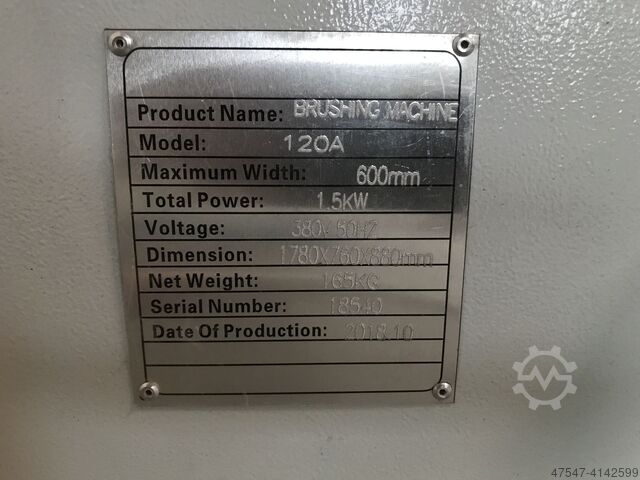 Product Name: BRUSHING MACHINE
Model: 120A
Maximum Width: 600mm
Total Power: 1.5KW
Voltage: 380V 50HZ
Dimension: 1780X760X880mm
Net Weight: 165KG
Serial Number: 18540
Date Of Production: 2018.10
47547-4142599